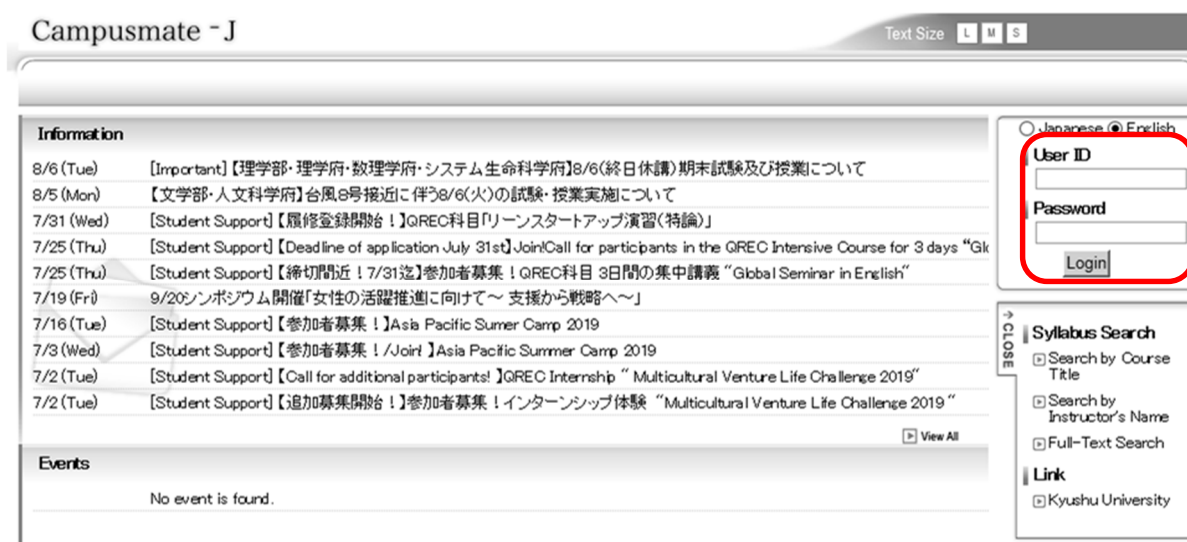 Campusmate - J
Text Size L M S
Information
8/6 (Tue) [Important] 【理学部・理学府・数理学府・システム生命科学府】8/6(終日休講)期末試験及び授業について
8/5 (Mon) 【文学部・人文科学府】台風8号接近に伴う8/6(火)の試験・授業実施について
7/31 (Wed) [Student Support] 【履修登録開始！】QREC科目「リーンスタートアップ演習(特論)」
7/25 (Thu) [Student Support] 【Deadline of application July 31st】 Join!Call for participants in the QREC Intensive Course for 3 days “Gl
7/25 (Thu) [Student Support] 【締切間近！7/31迄】参加者募集！QREC科目 3日間の集中講義 “Global Seminar in English”
7/19 (Fri) 9/20シンポジウム開催「女性の活躍推進に向けて～ 支援から戦略へ～」
7/16 (Tue) [Student Support] 【参加者募集！】Asia Pacific Sumer Camp 2019
7/3 (Wed) [Student Support] 【参加者募集！/Join! 】Asia Pacific Summer Camp 2019
7/2 (Tue) [Student Support] 【Call for additional participants! 】QREC Internship “ Multicultural Venture Life Challenge 2019”
7/2 (Tue) [Student Support] 【追加募集開始！】参加者募集！インターンシップ体験 “Multicultural Venture Life Challenge 2019 ”
View All
Events
No event is found.
Japanese English
User ID
Password
Login
CLOSE
Syllabus Search
Search by Course
Title
Search by
Instructor's Name
Full-Text Search
Link
Kyushu University